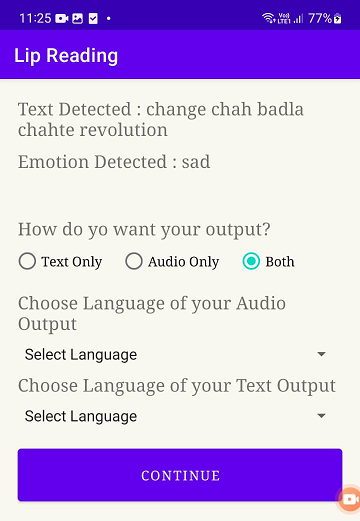 11:25 77%
Vo) LTE1
Lip Reading
Text Detected : change chah badla
chahte revolution
Emotion Detected : sad
How do yo want your output?
Text Only Audio Only Both
Choose Language of your Audio
Output
Select Language
Choose Language of your Text Output
Select Language
CONTINUE